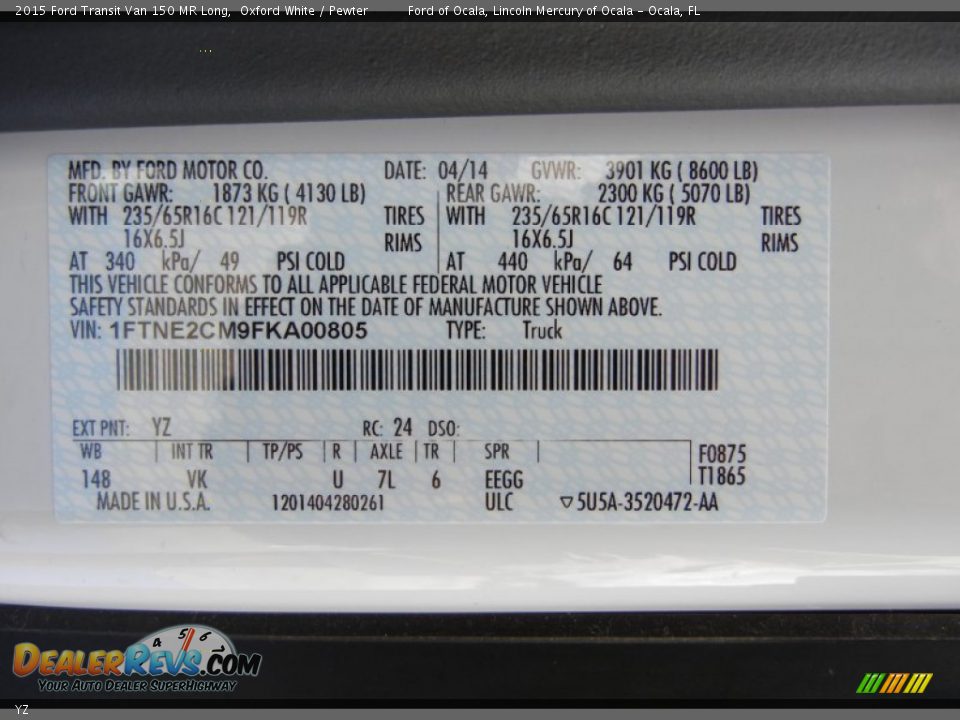 2015 Ford Transit Van 150 MR Long, Oxford White / Pewter Ford of Ocala, Lincoln Mercury of Ocala - Ocala, FL
...
MFD. BY FORD MOTOR CO. DATE: 04/14 GVWR: 3901 KG ( 8600 LB)
FRONT GAWR: 1873 KG ( 4130 LB) REAR GAWR: 2300 KG ( 5070 LB)
WITH 235/65R16C 121/119R TIRES WITH 235/65R16C 121/119R TIRES
16X6.5J RIMS 16X6.5J RIMS
AT 340 kPa/ 49 PSI COLD AT 440 kPa/ 64 PSI COLD
THIS VEHICLE CONFORMS TO ALL APPLICABLE FEDERAL MOTOR VEHICLE
SAFETY STANDARDS IN EFFECT ON THE DATE OF MANUFACTURE SHOWN ABOVE.
VIN: 1FTNE2CM9FKA00805 TYPE: Truck
EXT PNT: YZ RC: 24 DSO:
WB INT TR TP/PS R AXLE TR SPR F0875
148 VK U 7L 6 EEGG T1865
MADE IN U.S.A. 1201404280261 ULC ▽5U5A-3520472-AA
4 5 6
DEALERREVS.COM
YOUR AUTO DEALER SUPERHIGHWAY
YZ